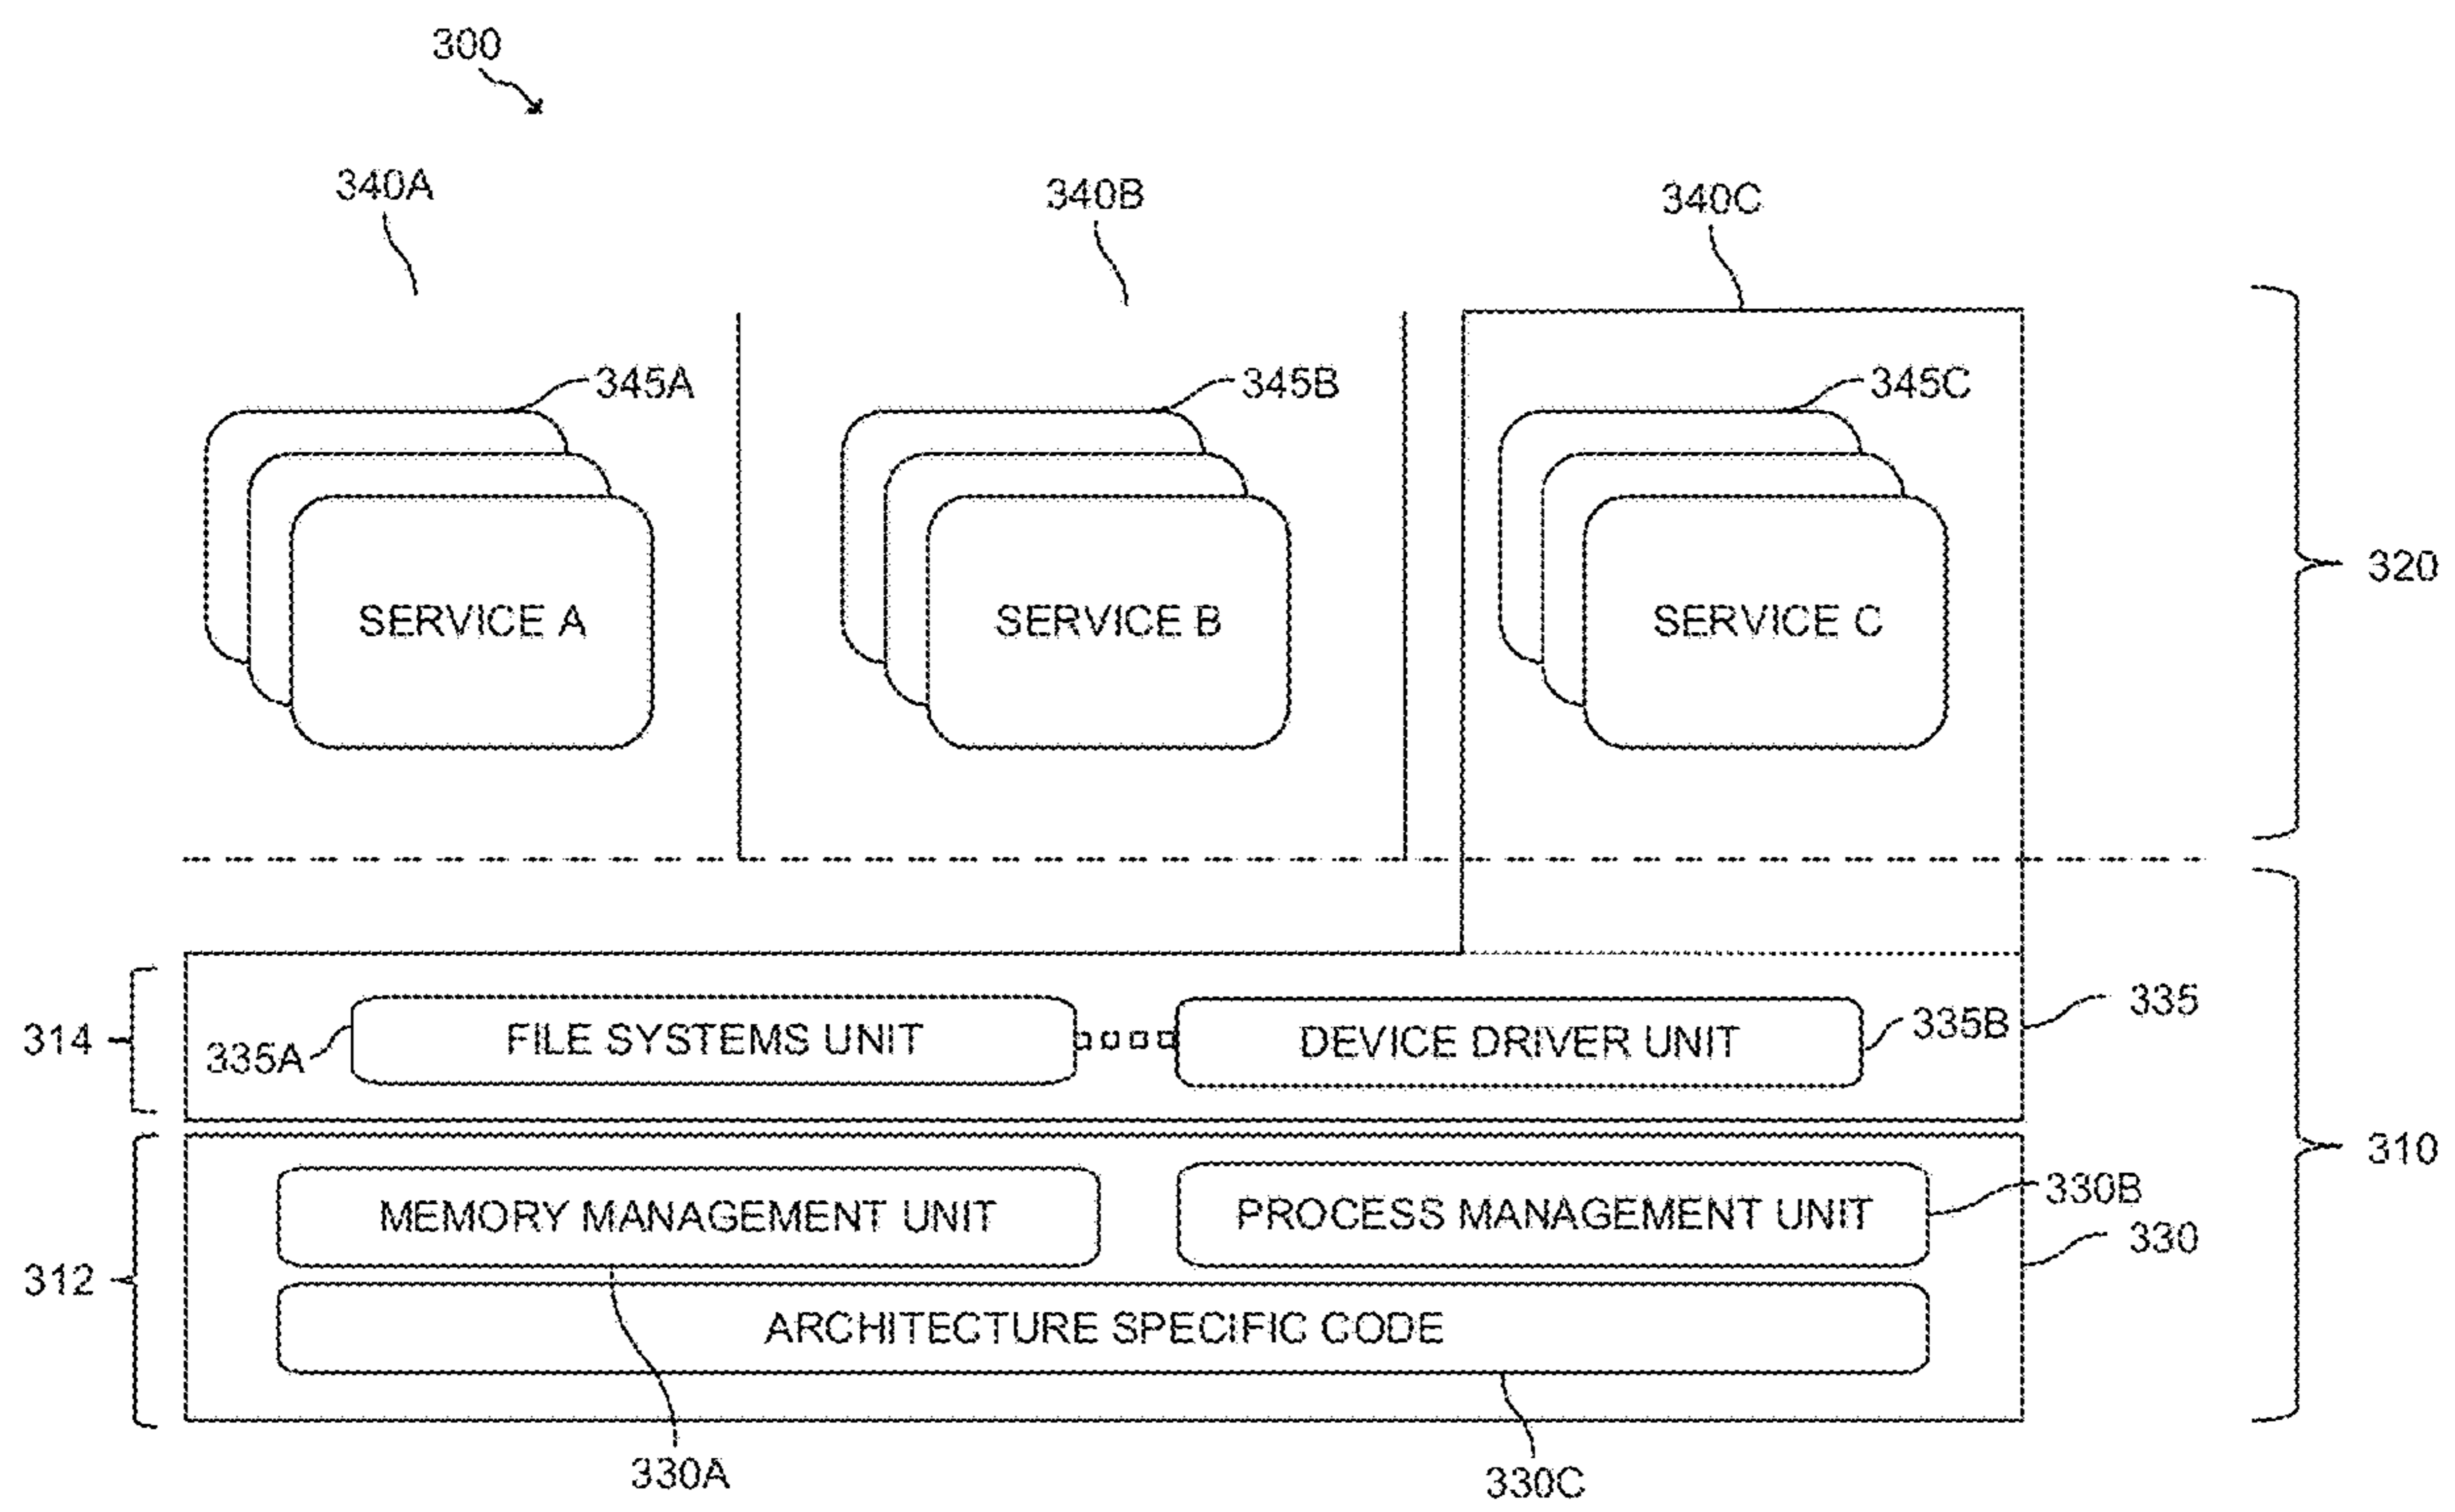 300
340A
340B
340C
345A
345B
345C
320
SERVICE A
SERVICE B
SERVICE C
314
335A
FILE SYSTEMS UNIT
DEVICE DRIVER UNIT
335B
335
310
312
MEMORY MANAGEMENT UNIT
PROCESS MANAGEMENT UNIT
330B
330
ARCHITECTURE SPECIFIC CODE
330A
330C